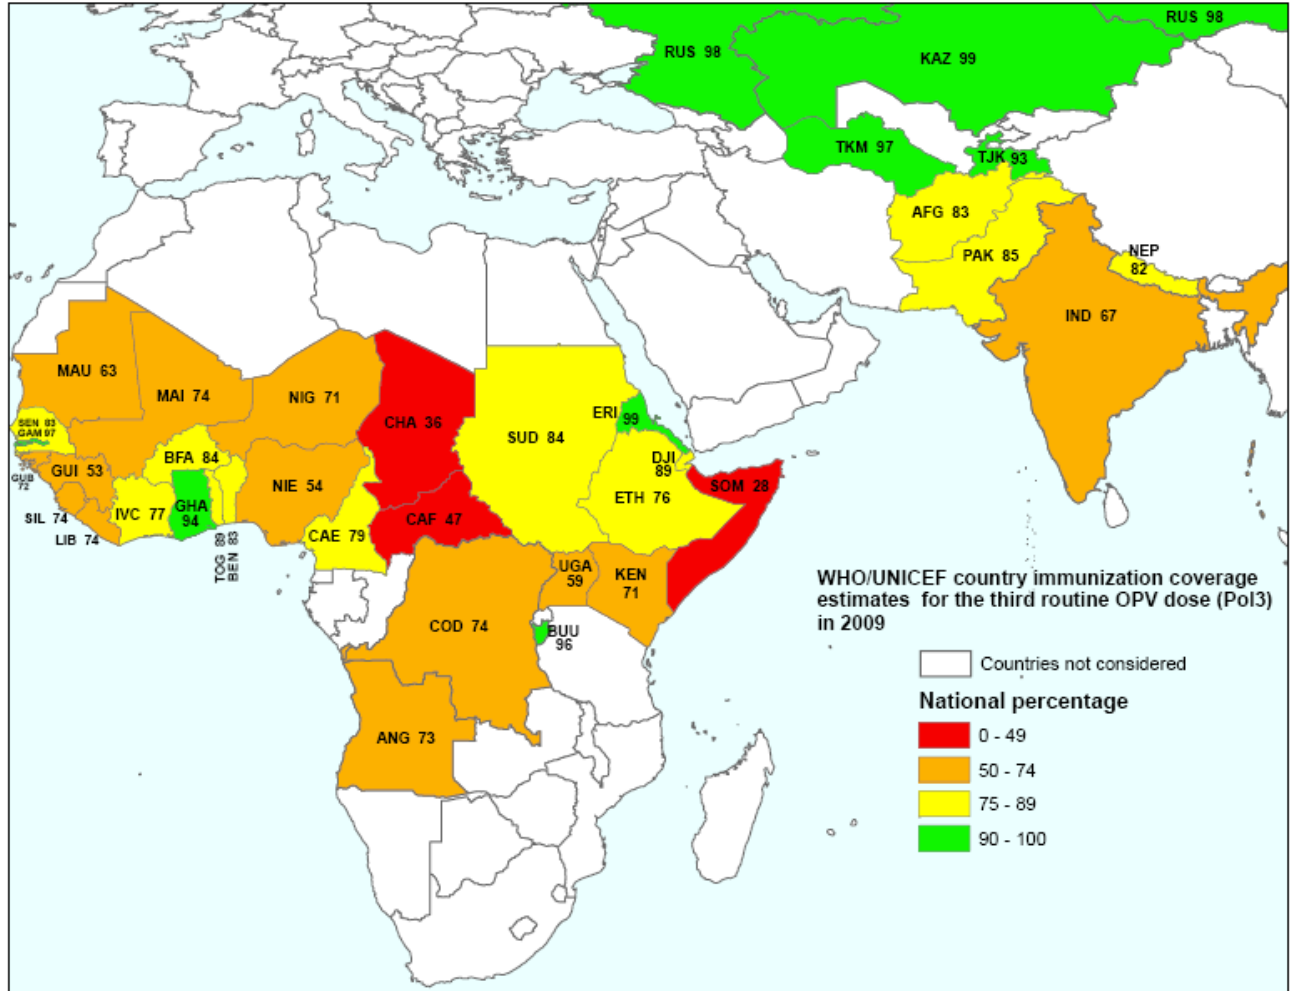 RUS 98
RUS 98
KAZ 99
TKM 97
TJK 93
AFG 83
PAK 85
NEP
82
IND 67
MAU 63
MAI 74
NIG 71
CHA 36
SUD 84
ERI
99
SEN 83
GAM 97
BFA 84
DJI
89
GUI 53
GUB
72
NIE 54
ETH 76
SOM 28
IVC 77
GHA
94
SIL 74
LIB 74
TOG 89
BEN 83
CAE 79
CAF 47
UGA
59
KEN
71
COD 74
BUU
96
ANG 73
WHO/UNICEF country immunization coverage
estimates for the third routine OPV dose (Pol3)
in 2009
Countries not considered
National percentage
0 - 49
50 - 74
75 - 89
90 - 100